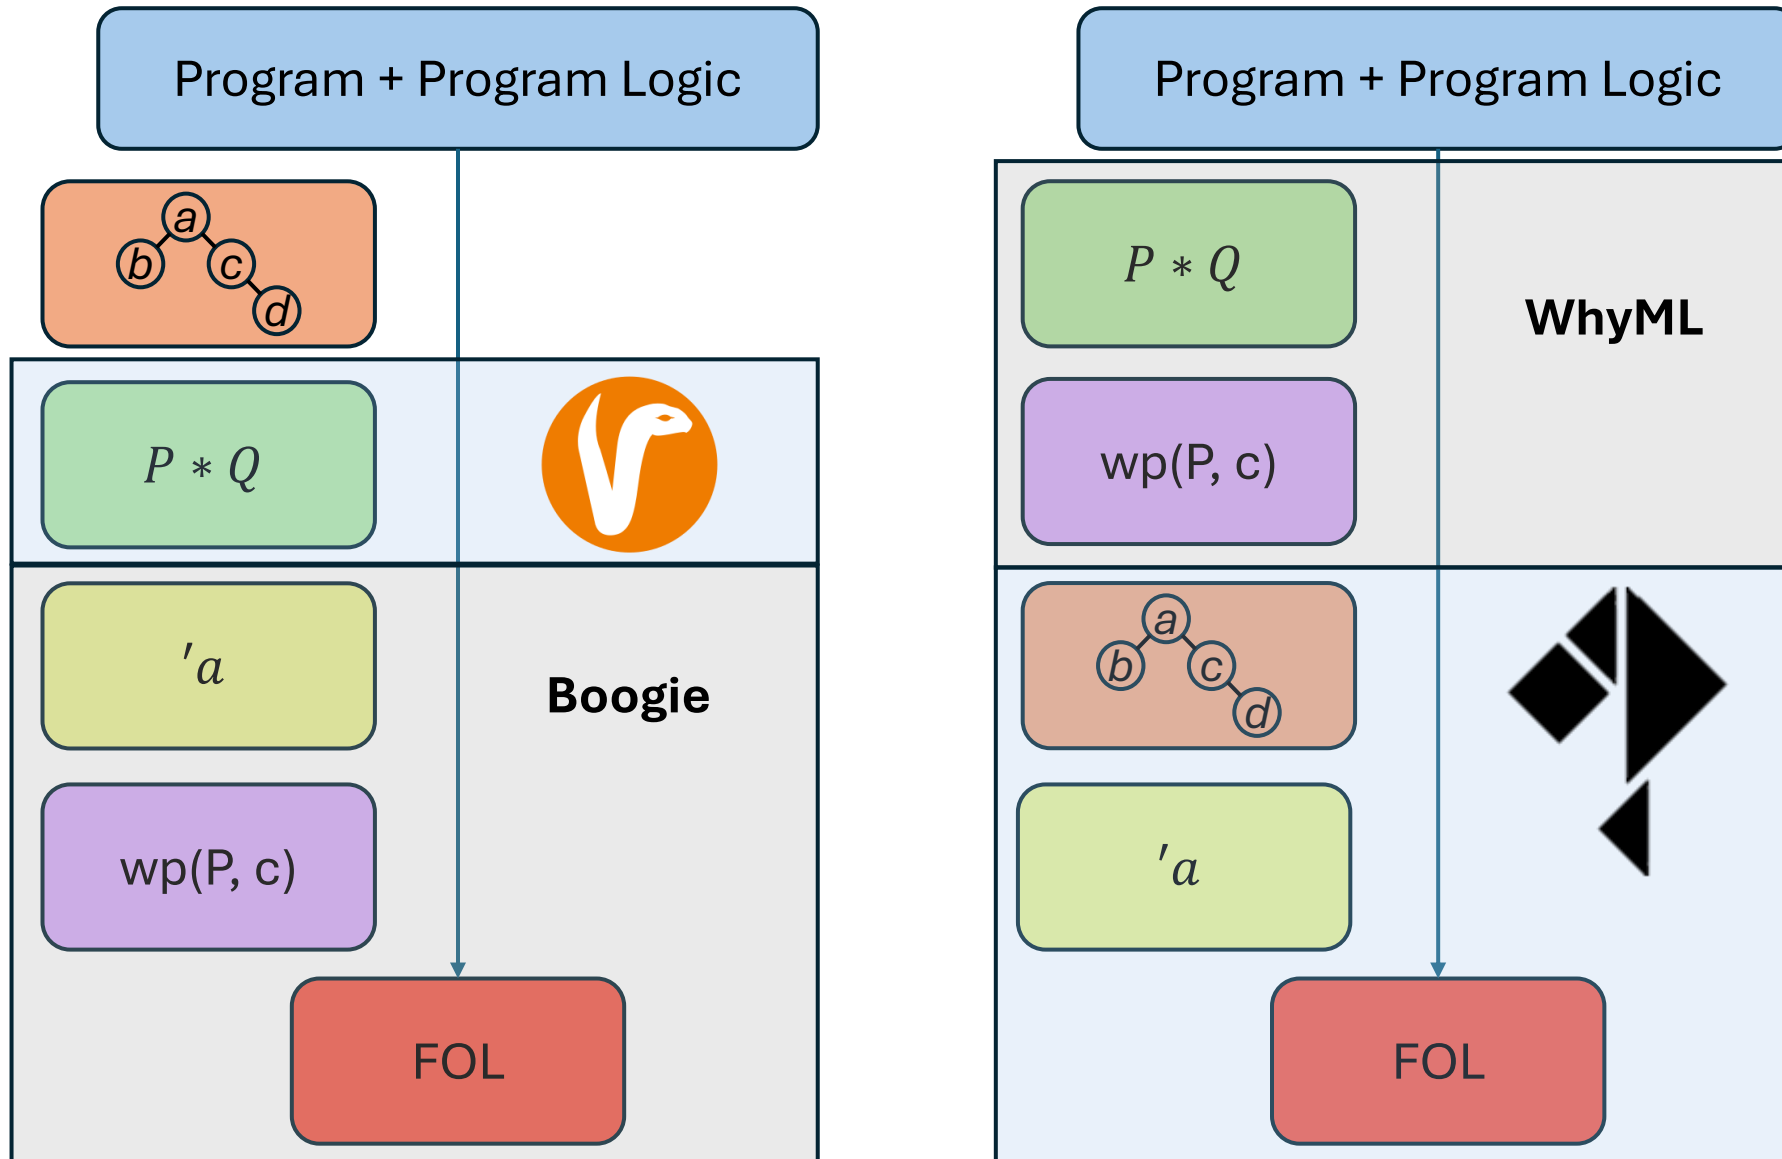 Program + Program Logic
a
b
c
d
P * Q
′a
Boogie
wp(P, c)
FOL
Program + Program Logic
P * Q
WhyML
wp(P, c)
a
b
c
d
′a
FOL